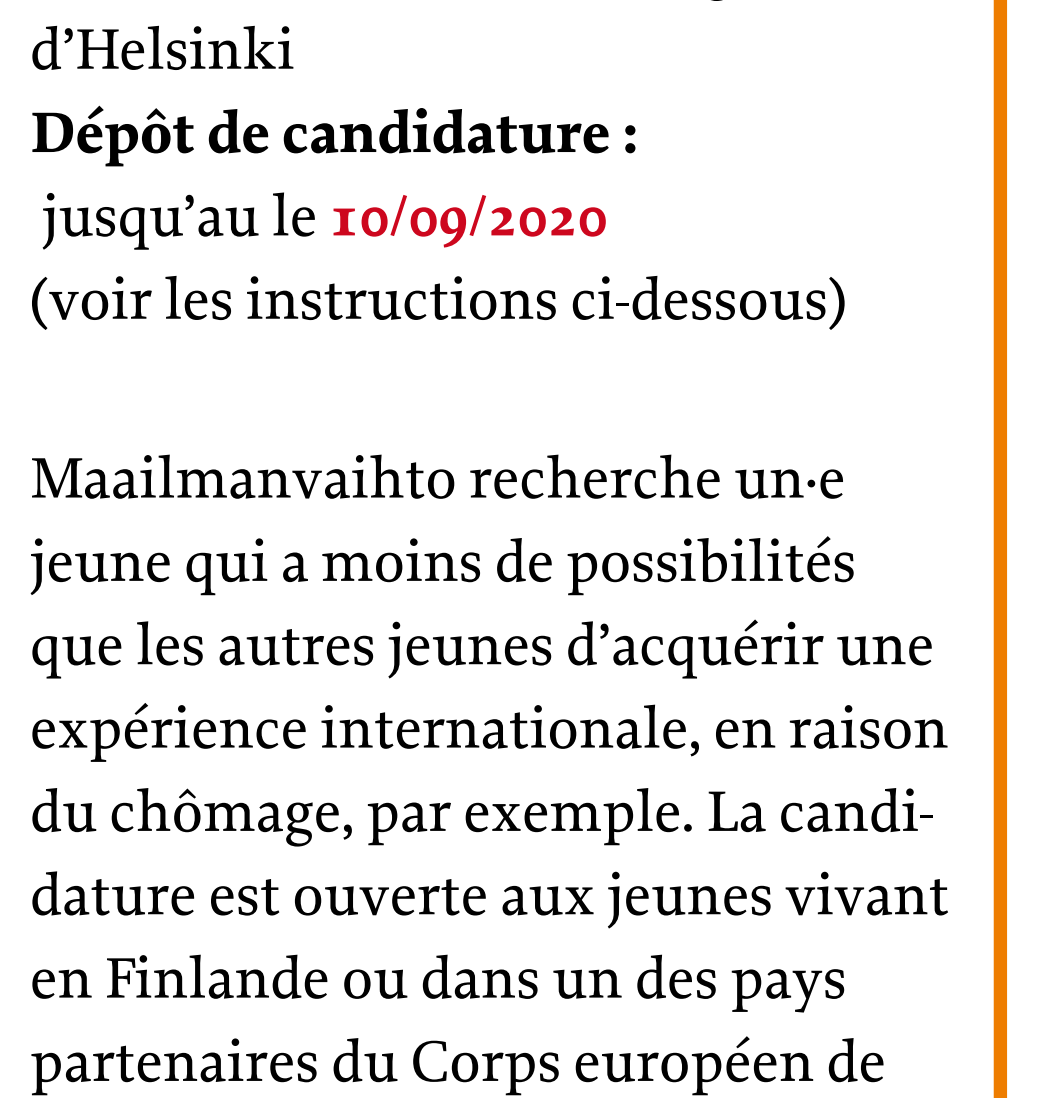 d’Helsinki
Dépôt de candidature :
jusqu’au le 10/09/2020
(voir les instructions ci-dessous)
Maailmanvaihto recherche un·e
jeune qui a moins de possibilités
que les autres jeunes d’acquérir une
expérience internationale, en raison
du chômage, par exemple. La candi-
dature est ouverte aux jeunes vivant
en Finlande ou dans un des pays
partenaires du Corps européen de